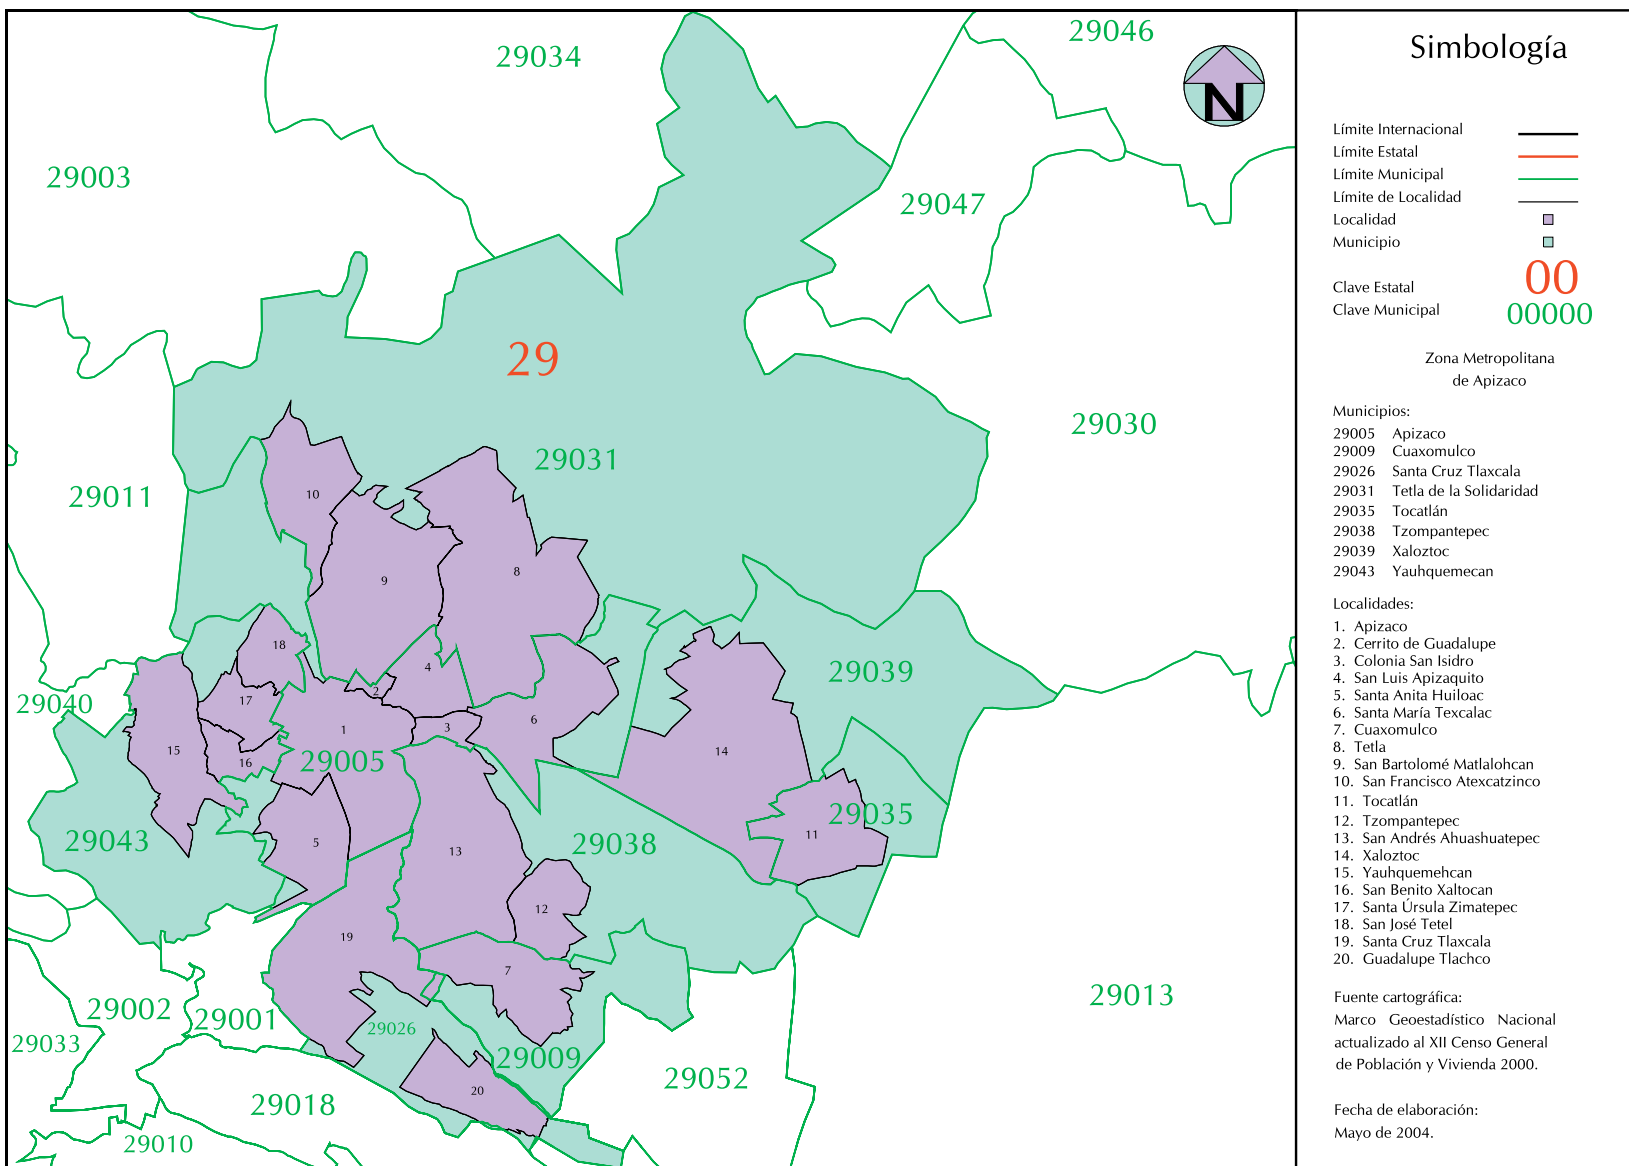 29034
29046
N
29003
29047
29
29030
29031
10
29011
9
8
18
4
29039
29040
17
2
6
1
3
15
14
16
29005
29035
29043
5
13
29038
11
12
19
7
29013
29002
29001
29026
29033
29009
29052
20
29018
29010
Simbología
Límite Internacional
Límite Estatal
Límite Municipal
Límite de Localidad
Localidad
Municipio
Clave Estatal 00
Clave Municipal 00000
Zona Metropolitana
de Apizaco
Municipios:
29005 Apizaco
29009 Cuaxomulco
29026 Santa Cruz Tlaxcala
29031 Tetla de la Solidaridad
29035 Tocatlán
29038 Tzompantepec
29039 Xaloztoc
29043 Yauhquemecan
Localidades:
1. Apizaco
2. Cerrito de Guadalupe
3. Colonia San Isidro
4. San Luis Apizaquito
5. Santa Anita Huiloac
6. Santa María Texcalac
7. Cuaxomulco
8. Tetla
9. San Bartolomé Matlalohcan
10. San Francisco Atexcatzinco
11. Tocatlán
12. Tzompantepec
13. San Andrés Ahuashuatepec
14. Xaloztoc
15. Yauhquemehcan
16. San Benito Xaltocan
17. Santa Úrsula Zimatepec
18. San José Tetel
19. Santa Cruz Tlaxcala
20. Guadalupe Tlachco
Fuente cartográfica:
Marco Geoestadístico Nacional
actualizado al XII Censo General
de Población y Vivienda 2000.
Fecha de elaboración:
Mayo de 2004.